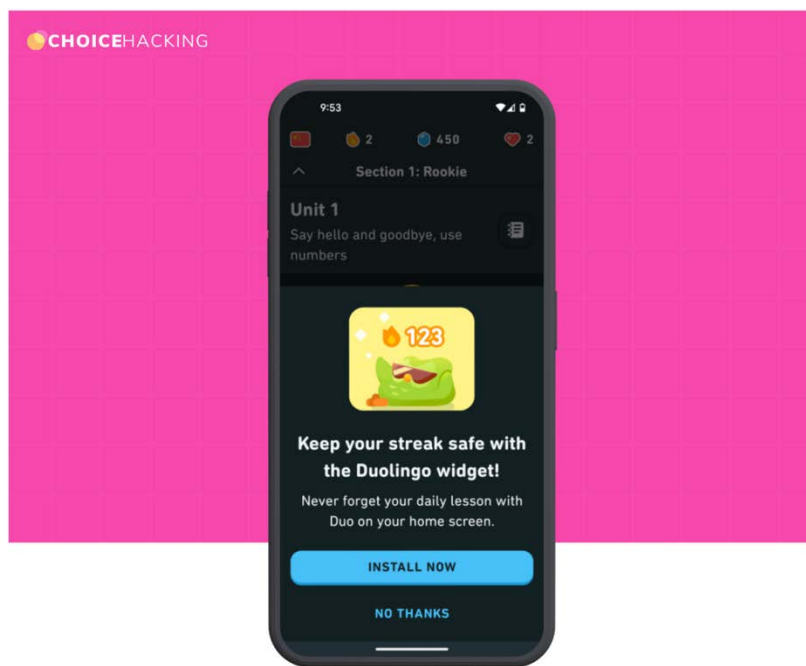 CHOICEHACKING
9:53
2 450 2
Section 1: Rookie
Unit 1
Say hello and goodbye, use
numbers
123
Keep your streak safe with
the Duolingo widget!
Never forget your daily lesson with
Duo on your home screen.
INSTALL NOW
NO THANKS